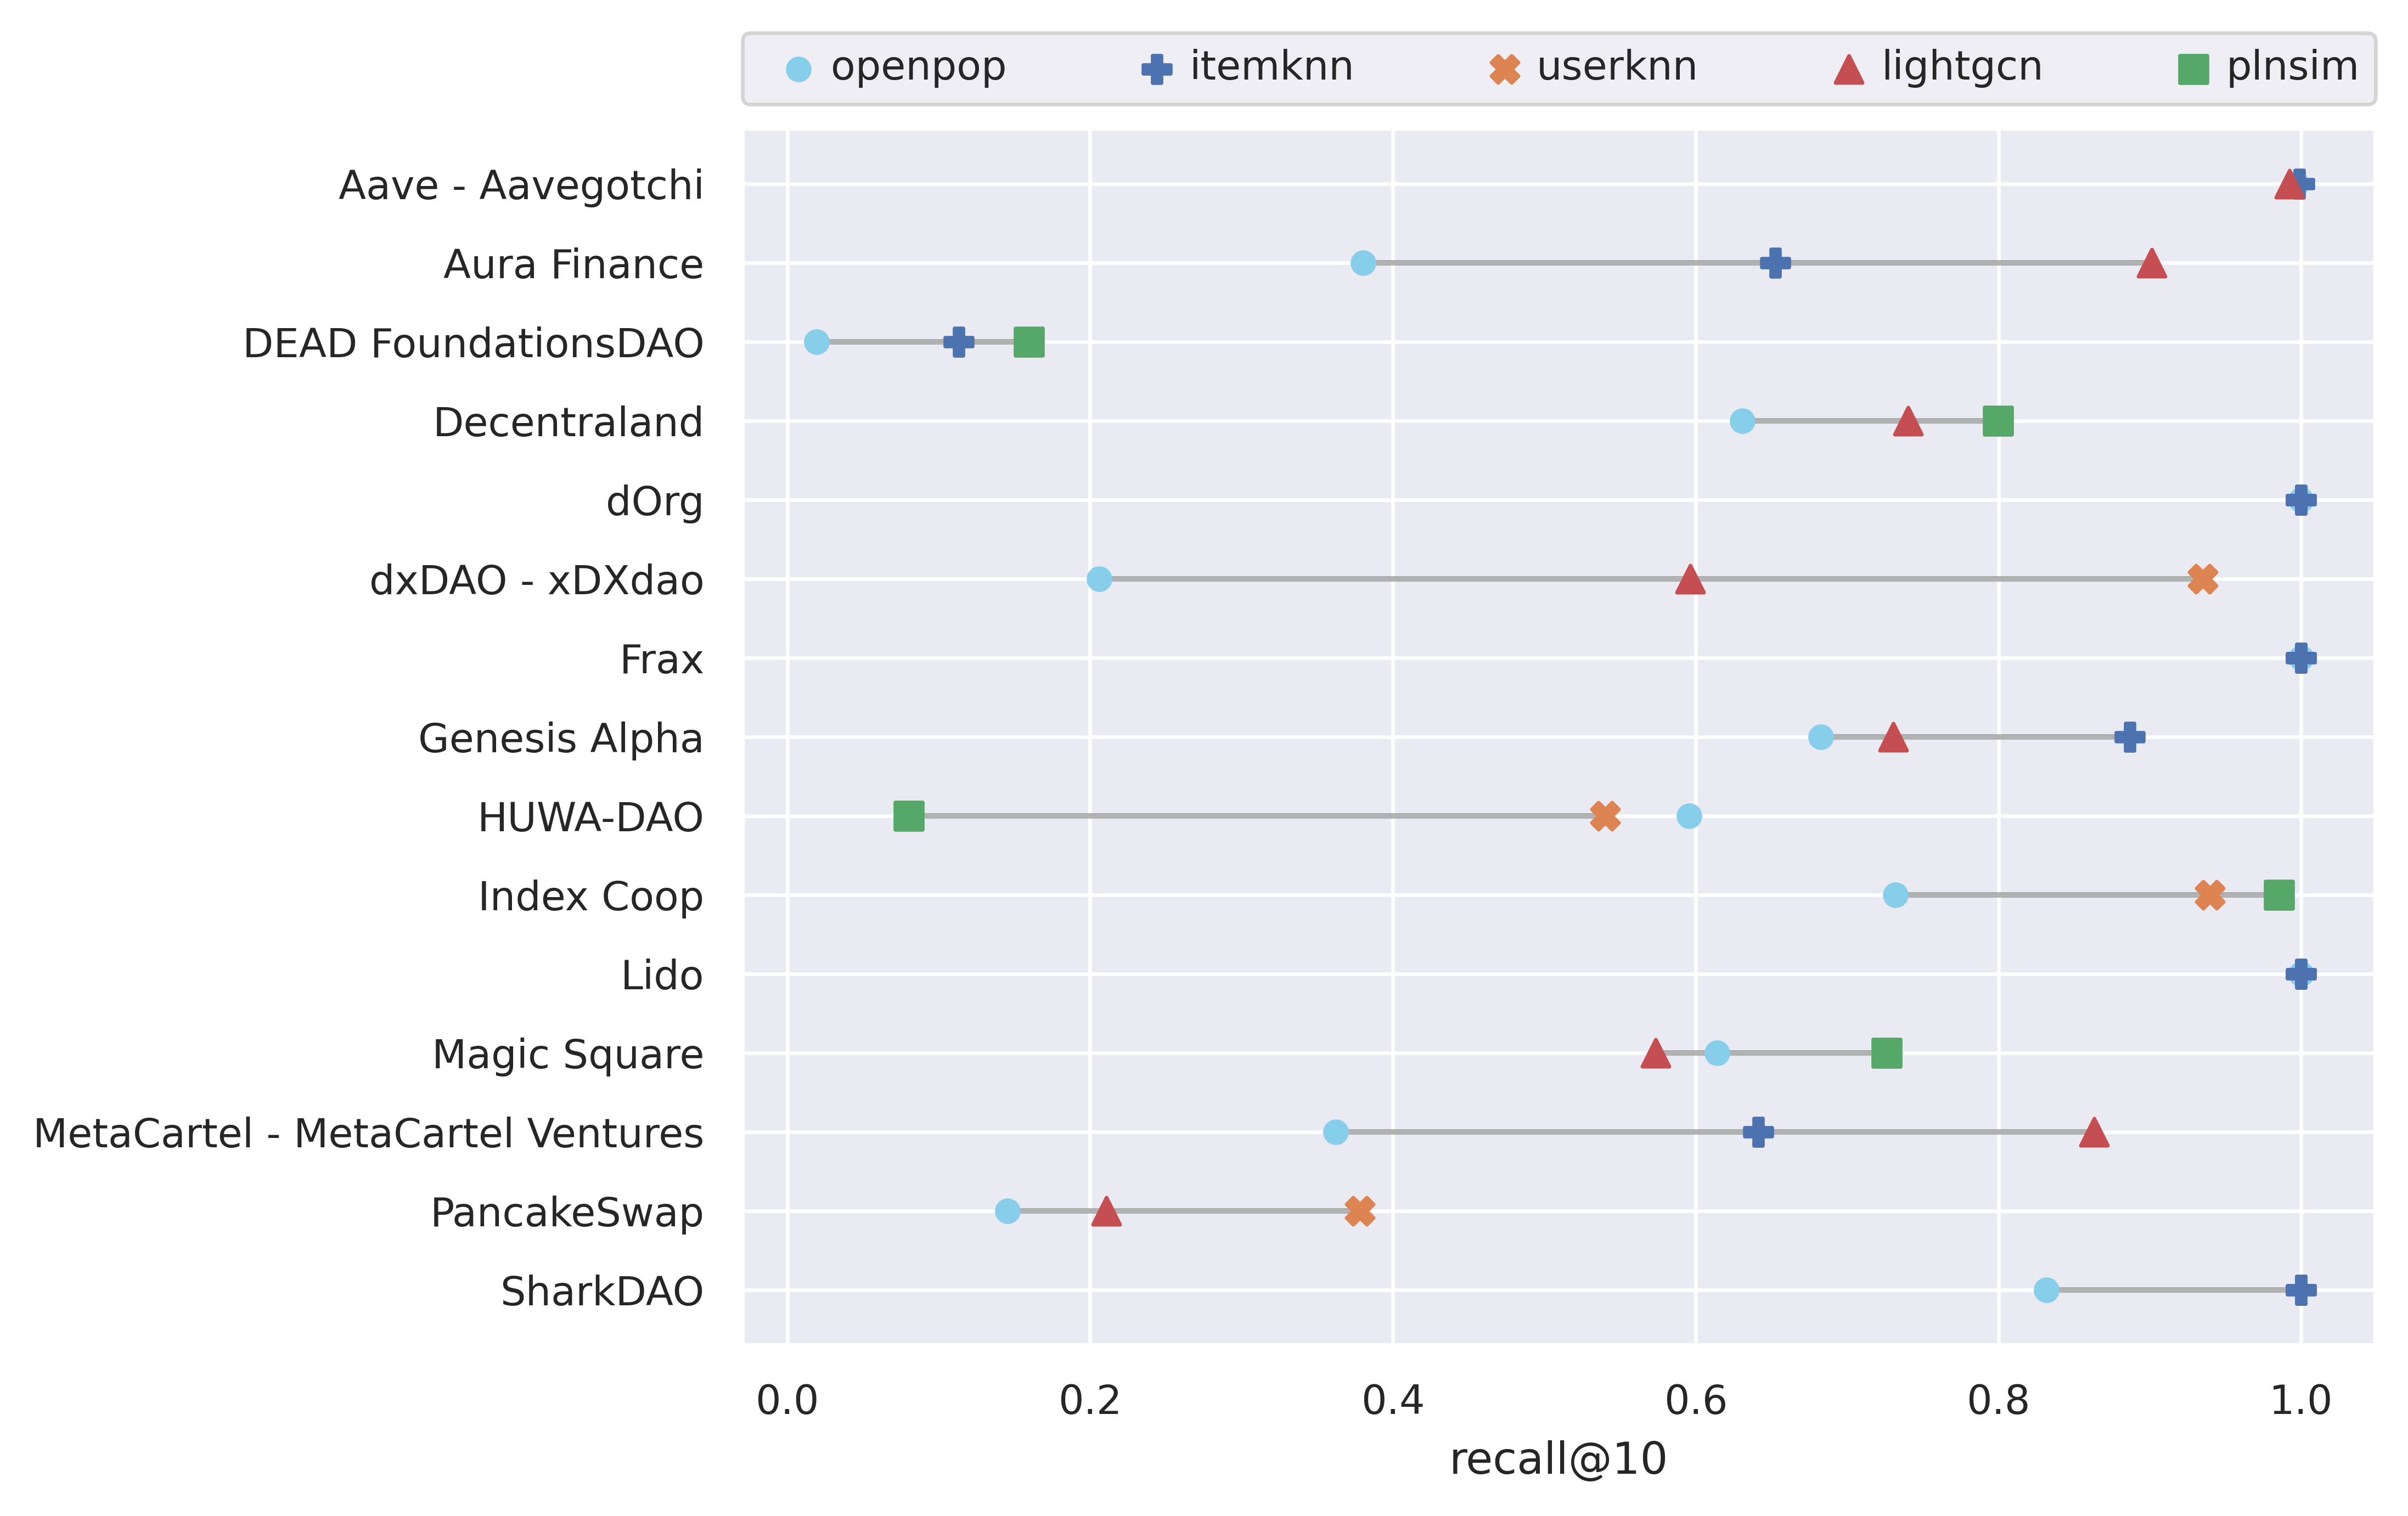 openpop itemknn userknn lightgcn plnsim
Aave - Aavegotchi
Aura Finance
DEAD FoundationsDAO
Decentraland
dOrg
dxDAO - xDXdao
Frax
Genesis Alpha
HUWA-DAO
Index Coop
Lido
Magic Square
MetaCartel - MetaCartel Ventures
PancakeSwap
SharkDAO
0.0 0.2 0.4 0.6 0.8 1.0
recall@10